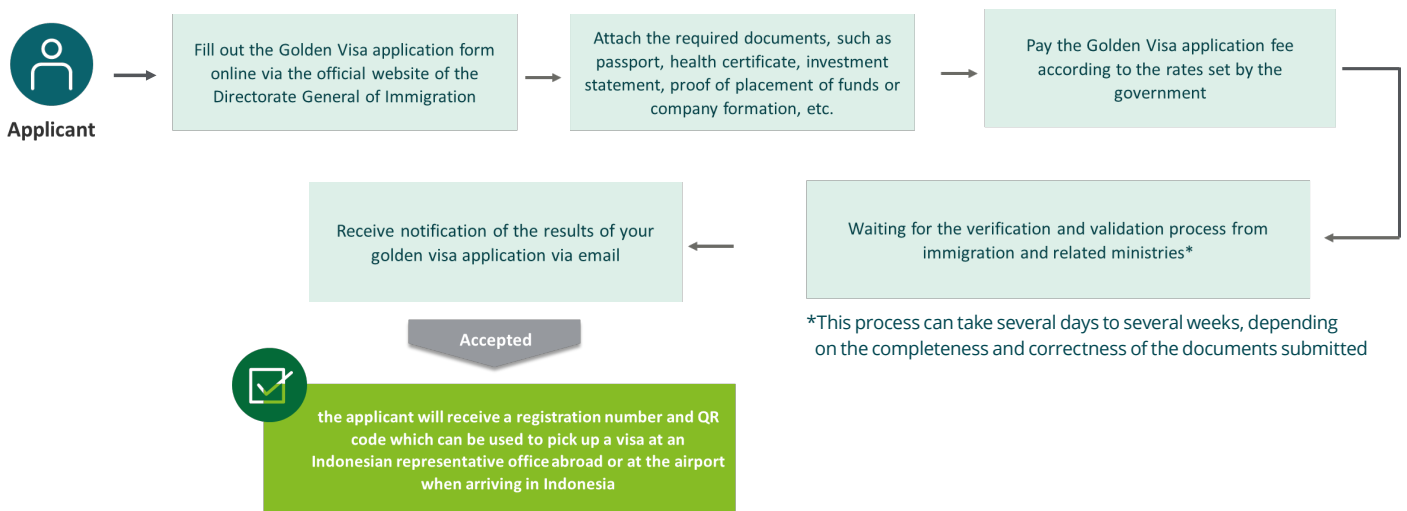 Applicant
Fill out the Golden Visa application form
online via the official website of the
Directorate General of Immigration
Attach the required documents, such as
passport, health certificate, investment
statement, proof of placement of funds or
company formation, etc.
Pay the Golden Visa application fee
according to the rates set by the
government
Waiting for the verification and validation process from
immigration and related ministries*
*This process can take several days to several weeks, depending
on the completeness and correctness of the documents submitted
Receive notification of the results of your
golden visa application via email
Accepted
the applicant will receive a registration number and QR
code which can be used to pick up a visa at an
Indonesian representative office abroad or at the airport
when arriving in Indonesia